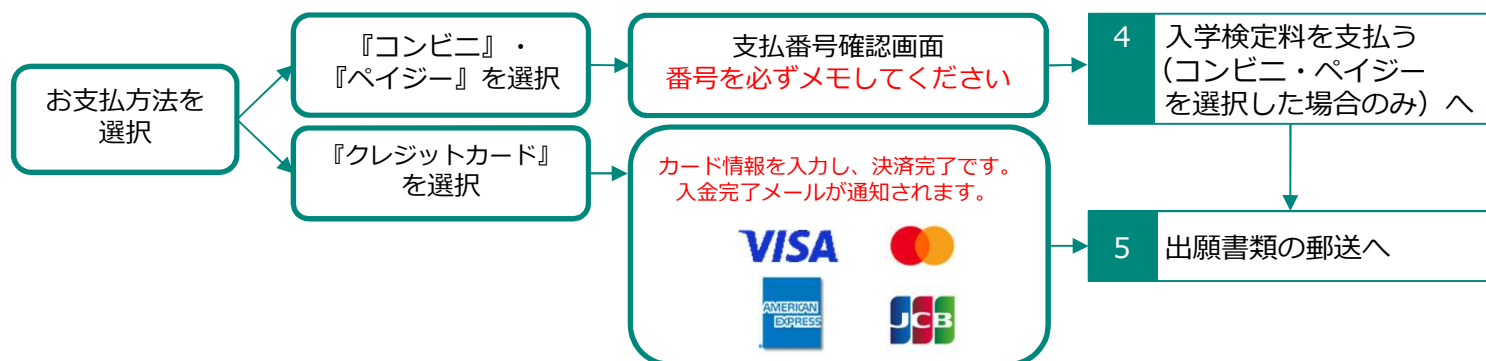 お支払方法を
選択
『コンビニ』・
『ペイジー』を選択
支払番号確認画面
番号を必ずメモしてください
4
入学検定料を支払う
（コンビニ・ペイジー
を選択した場合のみ）へ
『クレジットカード』
を選択
カード情報を入力し、決済完了です。
入金完了メールが通知されます。
VISA
AMERICAN
EXPRESS
JCB
5
出願書類の郵送へ